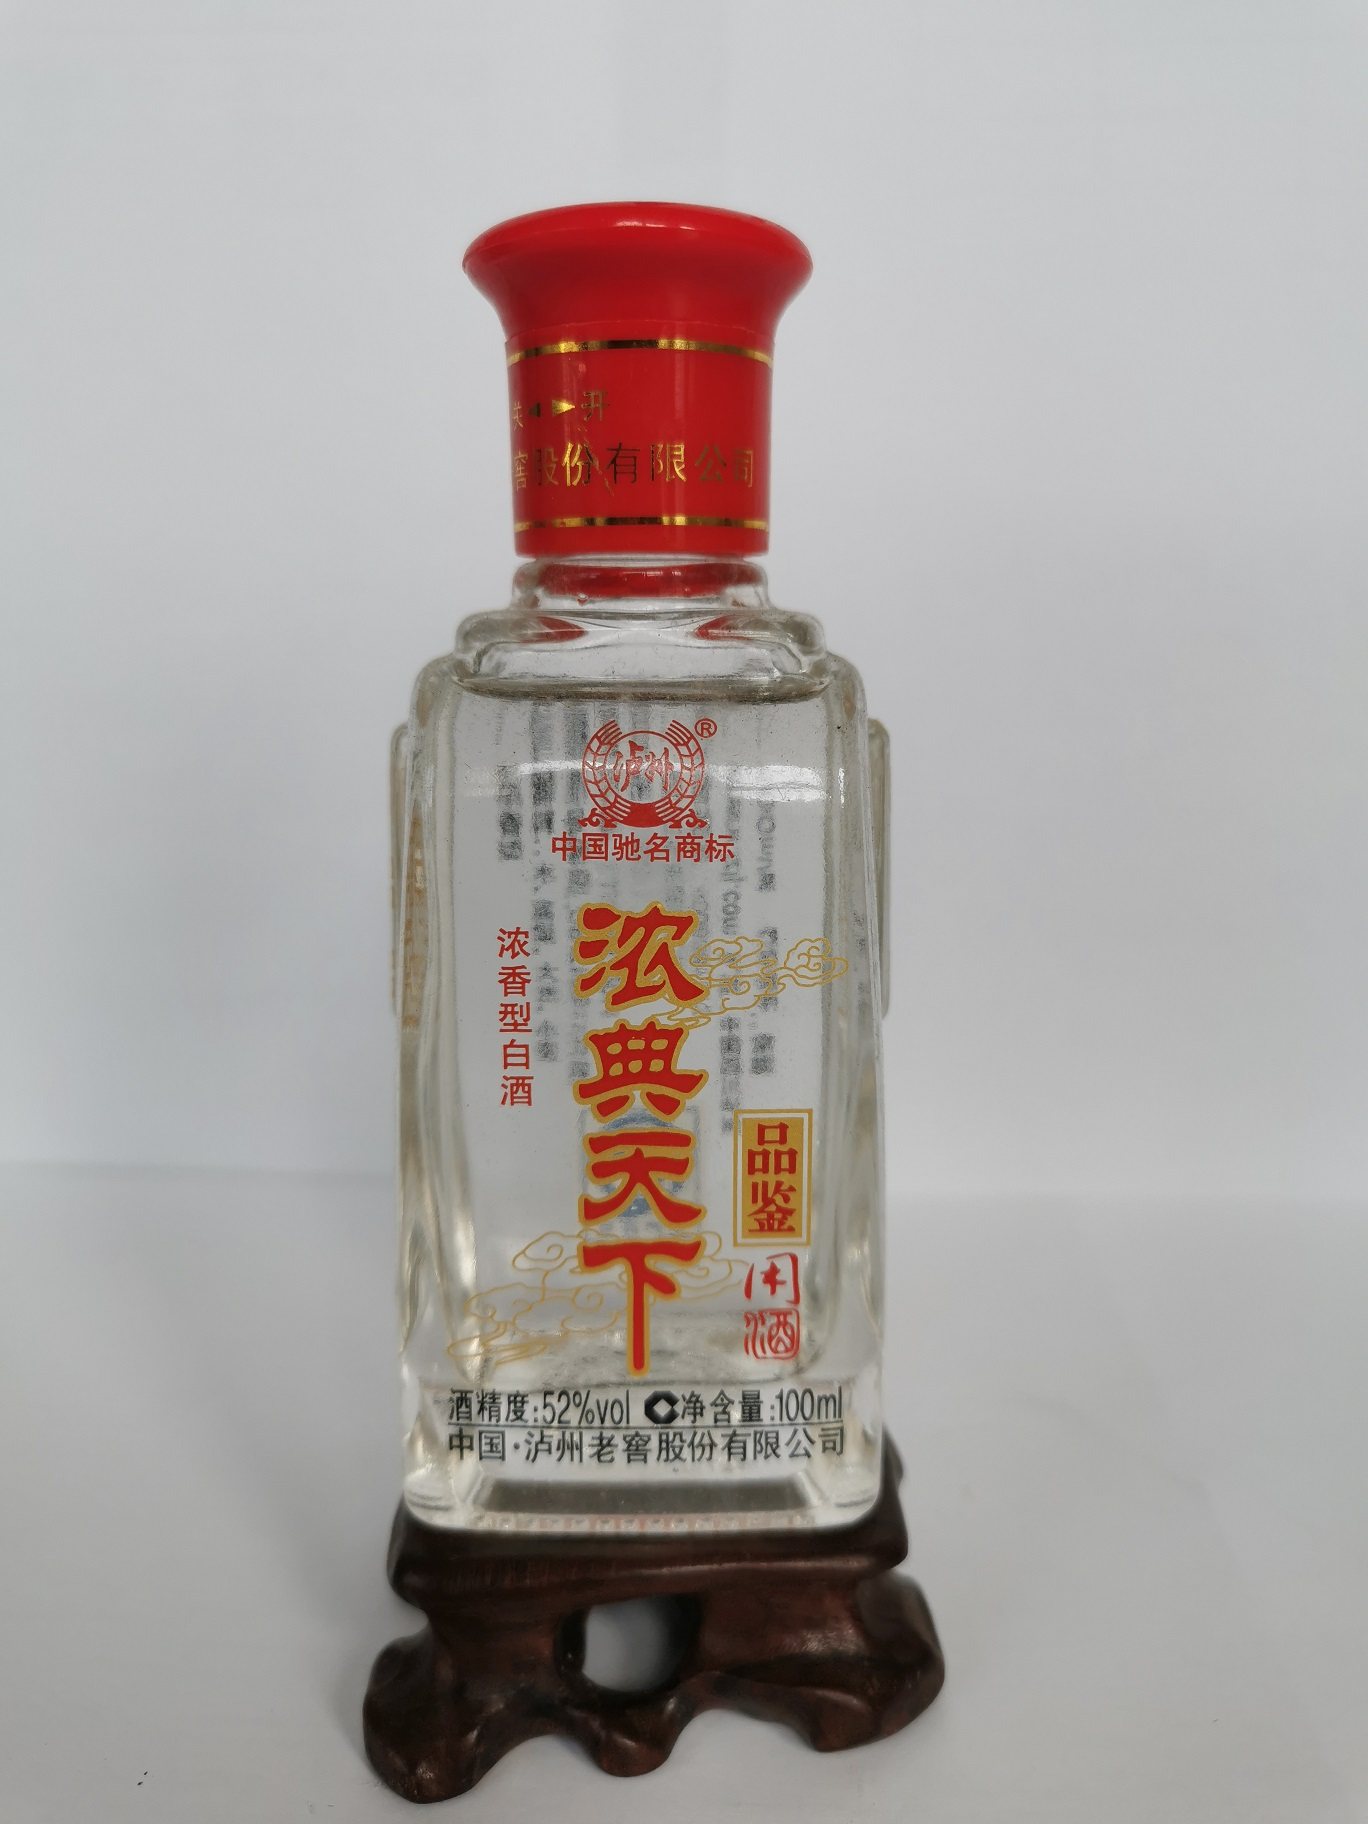 关◀▶开
窖股份有限公司
泸州®
中国驰名商标
浓香型白酒
浓典天下
品鉴
用酒
酒精度:52%vol 净含量:100ml
中国·泸州老窖股份有限公司